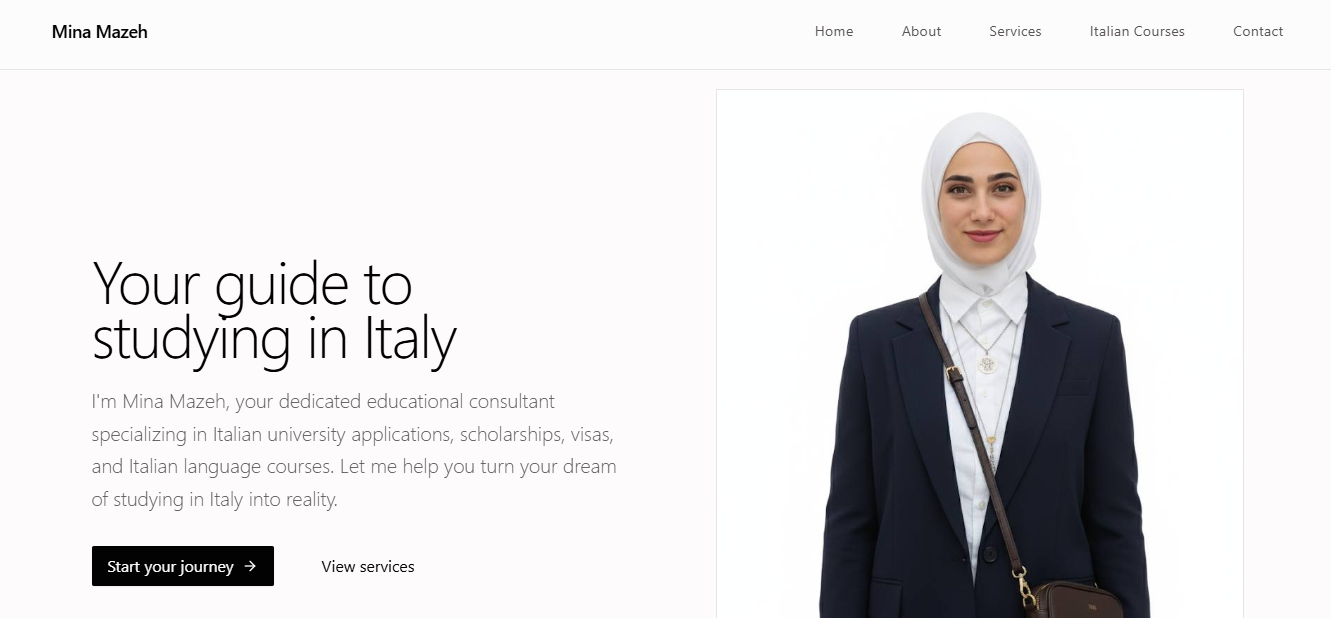 Mina Mazeh
Home
About
Services
Italian Courses
Contact
Your guide to
studying in Italy
I'm Mina Mazeh, your dedicated educational consultant
specializing in Italian university applications, scholarships, visas,
and Italian language courses. Let me help you turn your dream
of studying in Italy into reality.
Start your journey →
View services